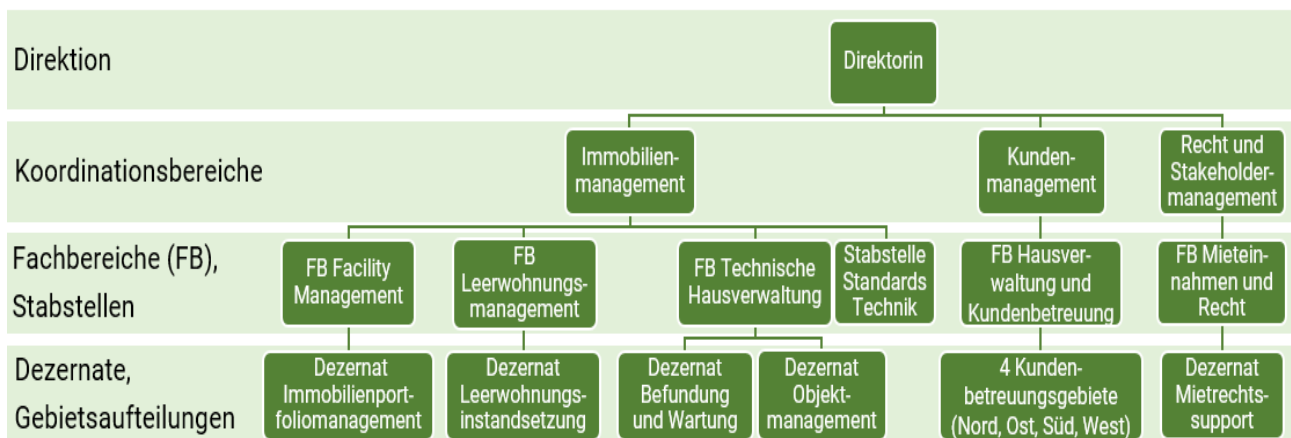 Direktion
Direktorin
Koordinationsbereiche
Immobilien-
management
Kunden-
management
Recht und
Stakeholder-
management
Fachbereiche (FB),
Stabstellen
FB Facility
Management
FB
Leerwohnungs-
management
FB Technische
Hausverwaltung
Stabstelle
Standards
Technik
FB Hausver-
waltung und
Kundenbetreuung
FB Mietein-
nahmen und
Recht
Dezernate,
Gebietsaufteilungen
Dezernat
Immobilienport-
foliomanagement
Dezernat
Leerwohnungs-
instandsetzung
Dezernat
Befundung
und Wartung
Dezernat
Objekt-
management
4 Kunden-
betreuungsgebiete
(Nord, Ost, Süd, West)
Dezernat
Mietrechts-
support